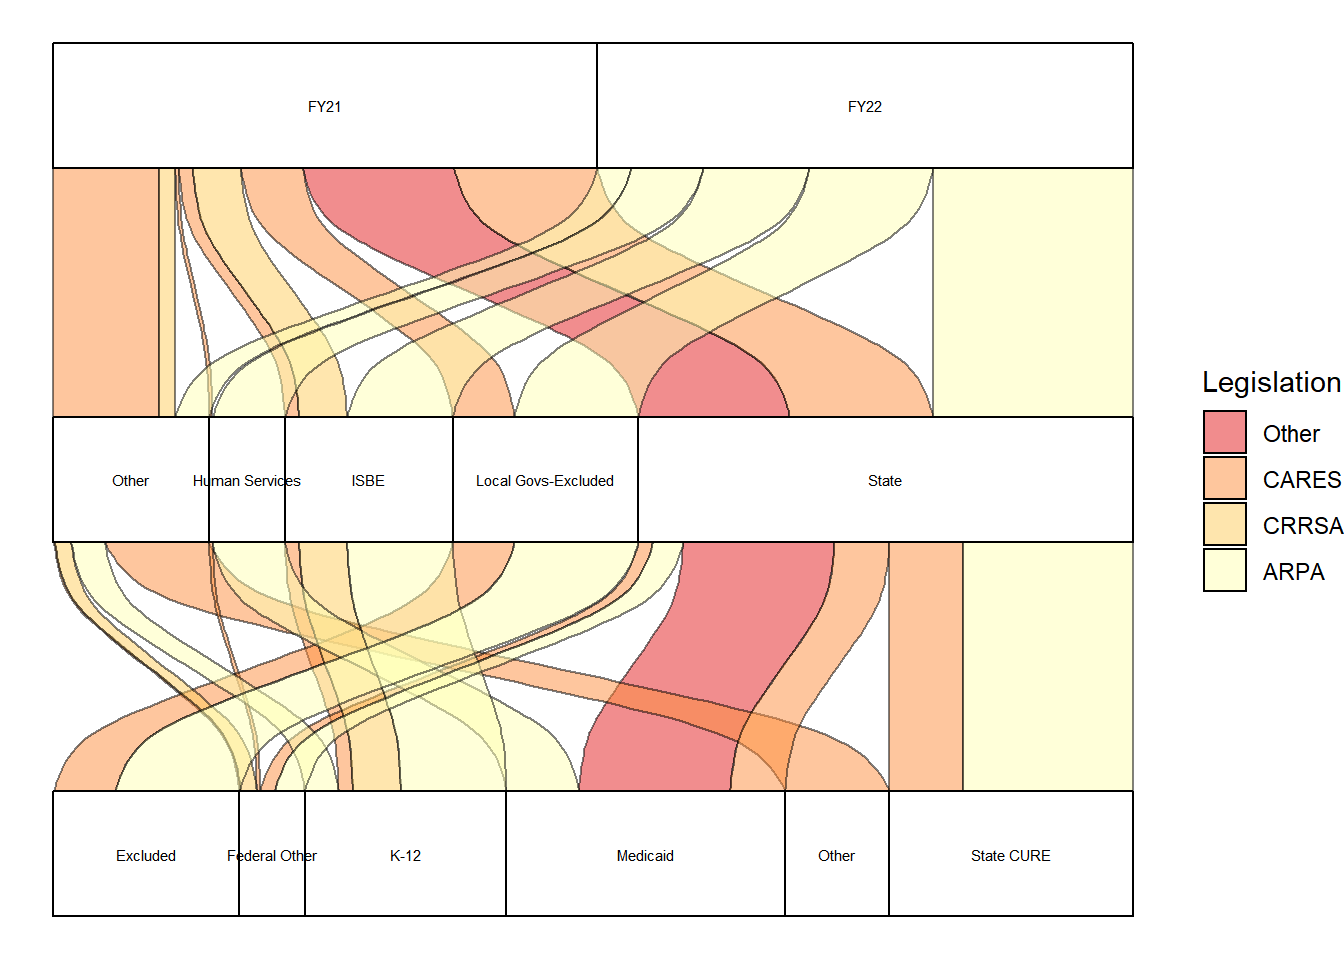 FY21
FY22
Legislation
Other
CARES
CRRSA
ARPA
Other
Human Services
ISBE
Local Govs-Excluded
State
Excluded
Federal Other
K-12
Medicaid
Other
State CURE